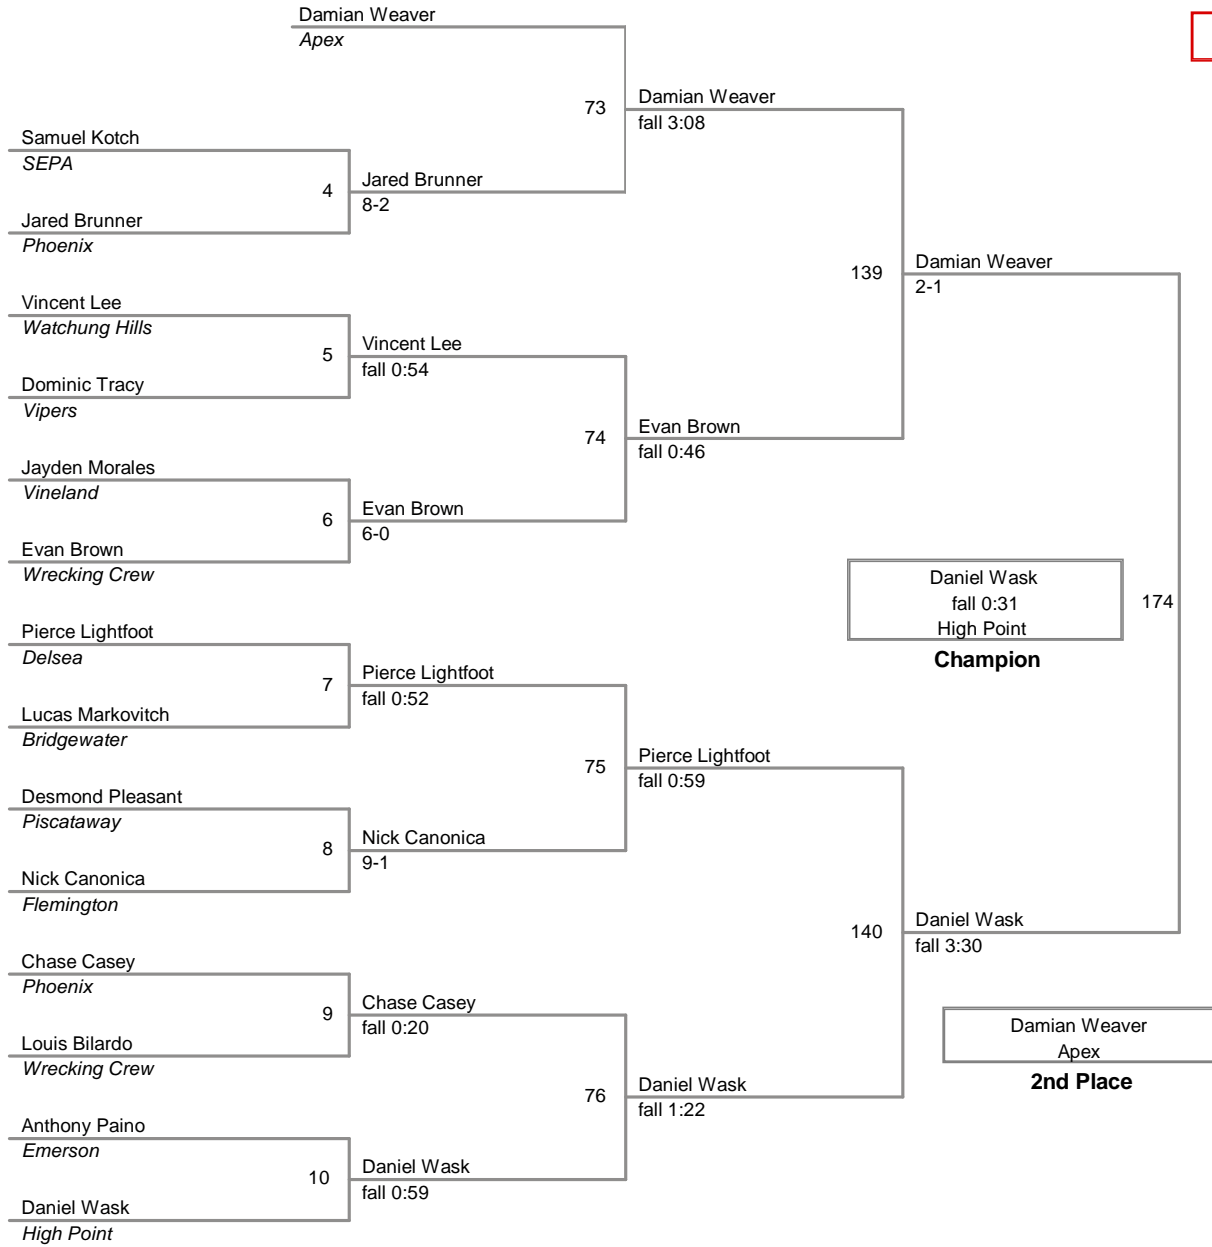 Damian Weaver
Apex
73
Damian Weaver
fall 3:08
Samuel Kotch
SEPA
4
Jared Brunner
8-2
Jared Brunner
Phoenix
139
Damian Weaver
2-1
Vincent Lee
Watchung Hills
5
Vincent Lee
fall 0:54
Dominic Tracy
Vipers
74
Evan Brown
fall 0:46
Jayden Morales
Vineland
6
Evan Brown
6-0
Evan Brown
Wrecking Crew
Daniel Wask
fall 0:31
High Point
Champion
174
Pierce Lightfoot
Delsea
7
Pierce Lightfoot
fall 0:52
Lucas Markovitch
Bridgewater
75
Pierce Lightfoot
fall 0:59
Desmond Pleasant
Piscataway
8
Nick Canonica
9-1
Nick Canonica
Flemington
140
Daniel Wask
fall 3:30
Chase Casey
Phoenix
9
Chase Casey
fall 0:20
Louis Bilardo
Wrecking Crew
Damian Weaver
Apex
2nd Place
76
Daniel Wask
fall 1:22
Anthony Paino
Emerson
10
Daniel Wask
fall 0:59
Daniel Wask
High Point